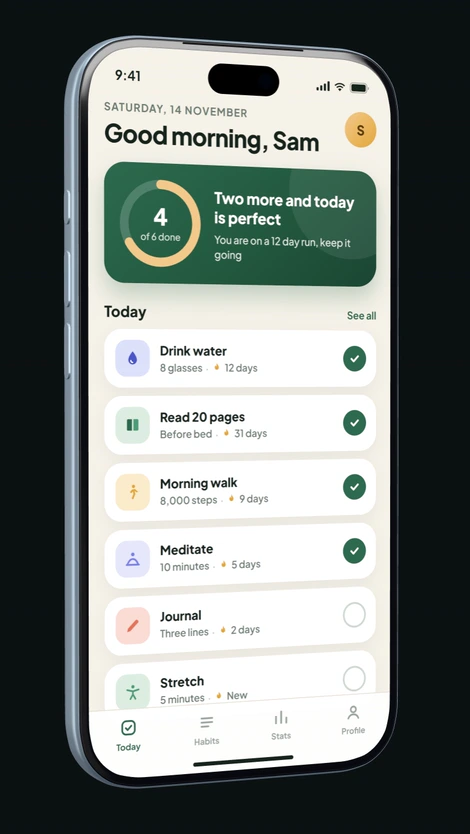 9:41
SATURDAY, 14 NOVEMBER
Good morning, Sam
S
4
of 6 done
Two more and today
is perfect
You are on a 12 day run, keep it
going
Today
See all
Drink water
8 glasses · 12 days
Read 20 pages
Before bed · 31 days
Morning walk
8,000 steps · 9 days
Meditate
10 minutes · 5 days
Journal
Three lines · 2 days
Stretch
5 minutes · New
Today
Habits
Stats
Profile